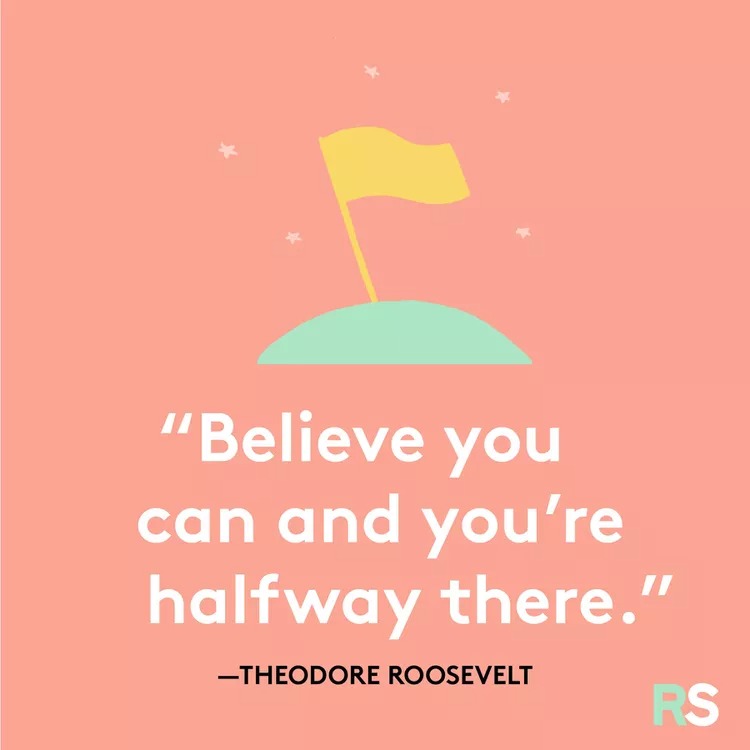 “Believe you
can and you’re
halfway there.”
—THEODORE ROOSEVELT
RS